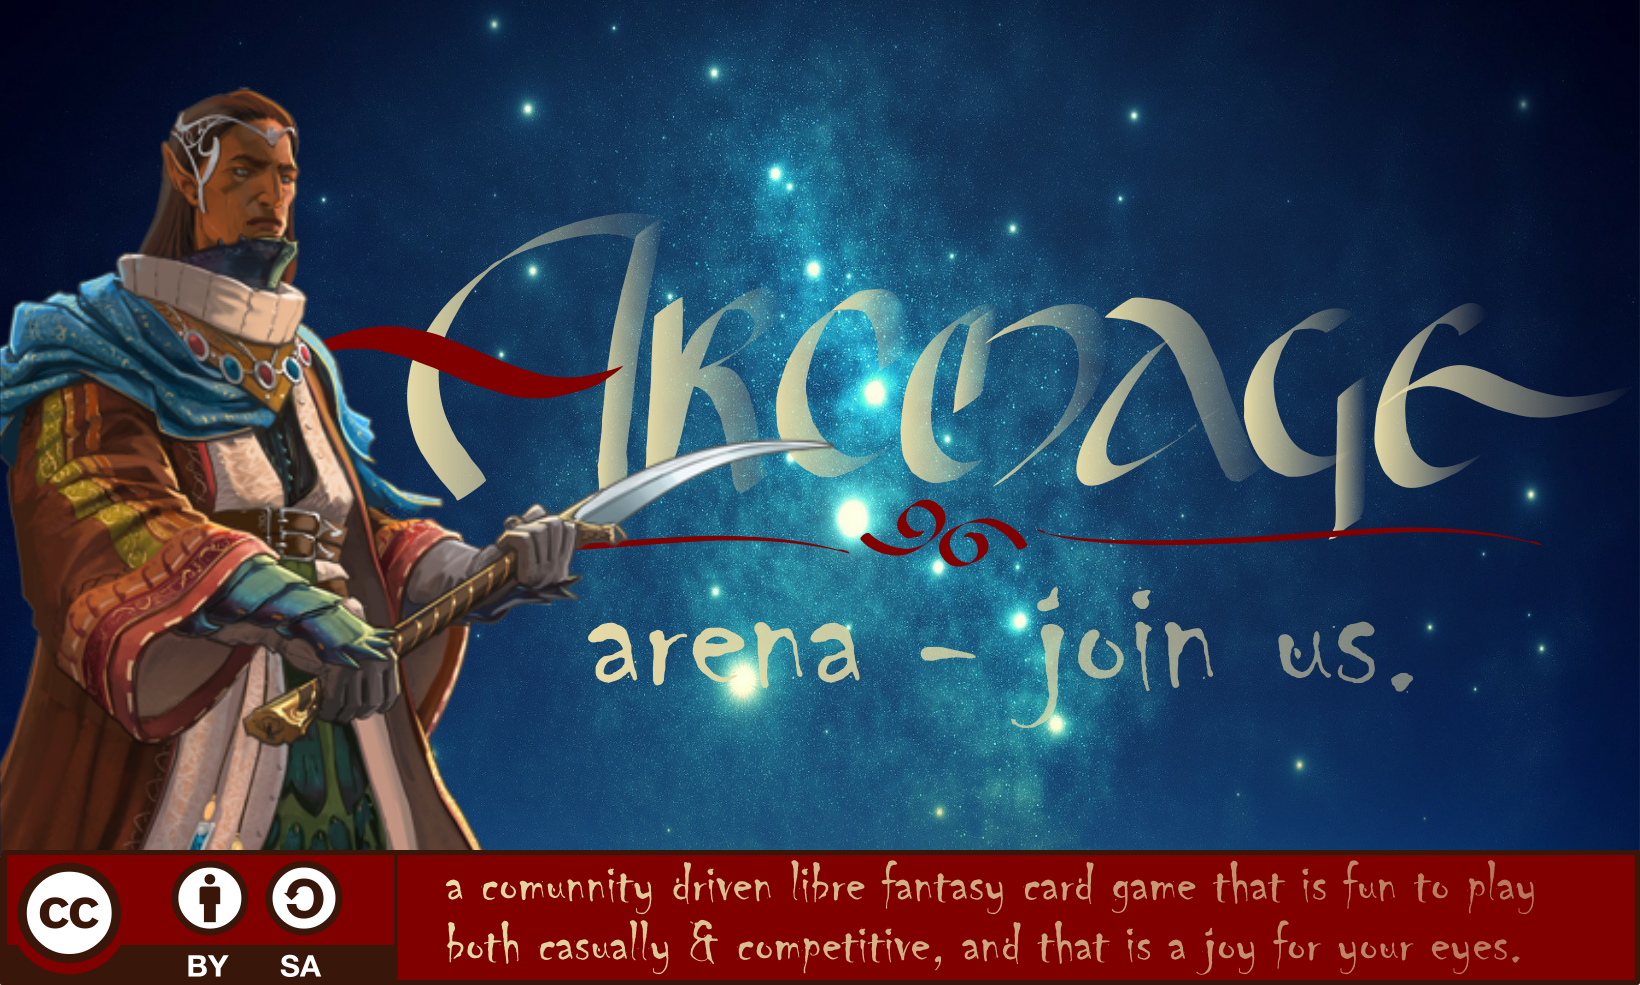 Arcmage
arena - join us.
cc
BY SA
a comunnity driven libre fantasy card game that is fun to play
both casually & competitive, and that is a joy for your eyes.